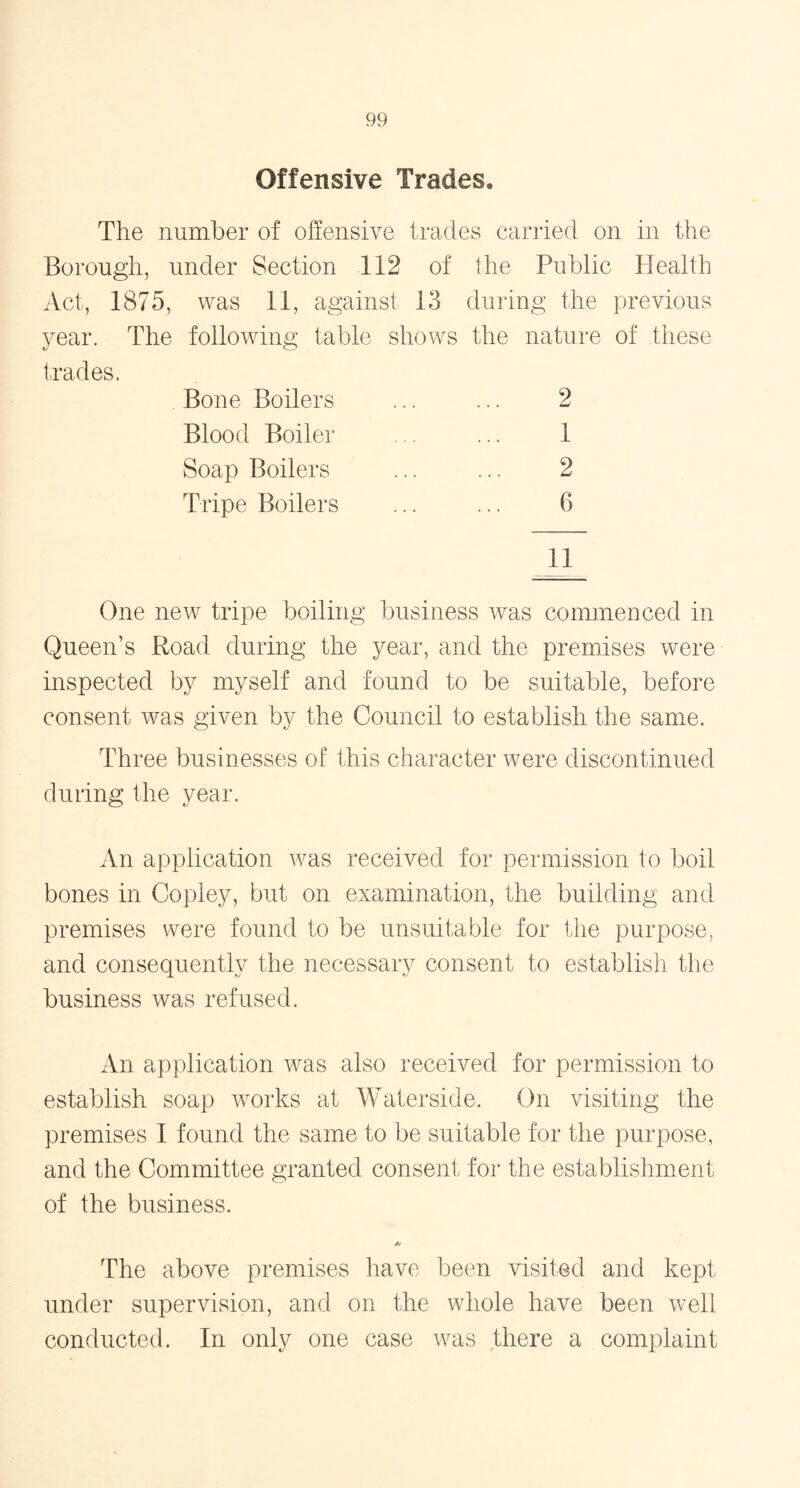 99
Offensive Trades.
The number of offensive trades carried on in the
Borough, under Section 112 of the Public Health
Act, 1875, was 11, against 13 during the previous
year. The following table shows the nature of these
trades.
Bone Boilers ... ... 2
Blood Boiler ... ... 1
Soap Boilers ... ... 2
Tripe Boilers ... ... 6
11
One new tripe boiling business was commenced in
Queen's Road during the year, and the premises were
inspected by myself and found to be suitable, before
consent was given by the Council to establish the same.
Three businesses of this character were discontinued
during the year.
An application was received for permission to boil
bones in Copley, but on examination, the building and
premises were found to be unsuitable for the purpose,
and consequently the necessary consent to establish the
business was refused.
An application was also received for permission to
establish soap works at Waterside. On visiting the
premises I found the same to be suitable for the purpose,
and the Committee granted consent for the establishment
of the business.
The above premises have been visited and kept
under supervision, and on the whole have been well
conducted. In only one case was there a complaint